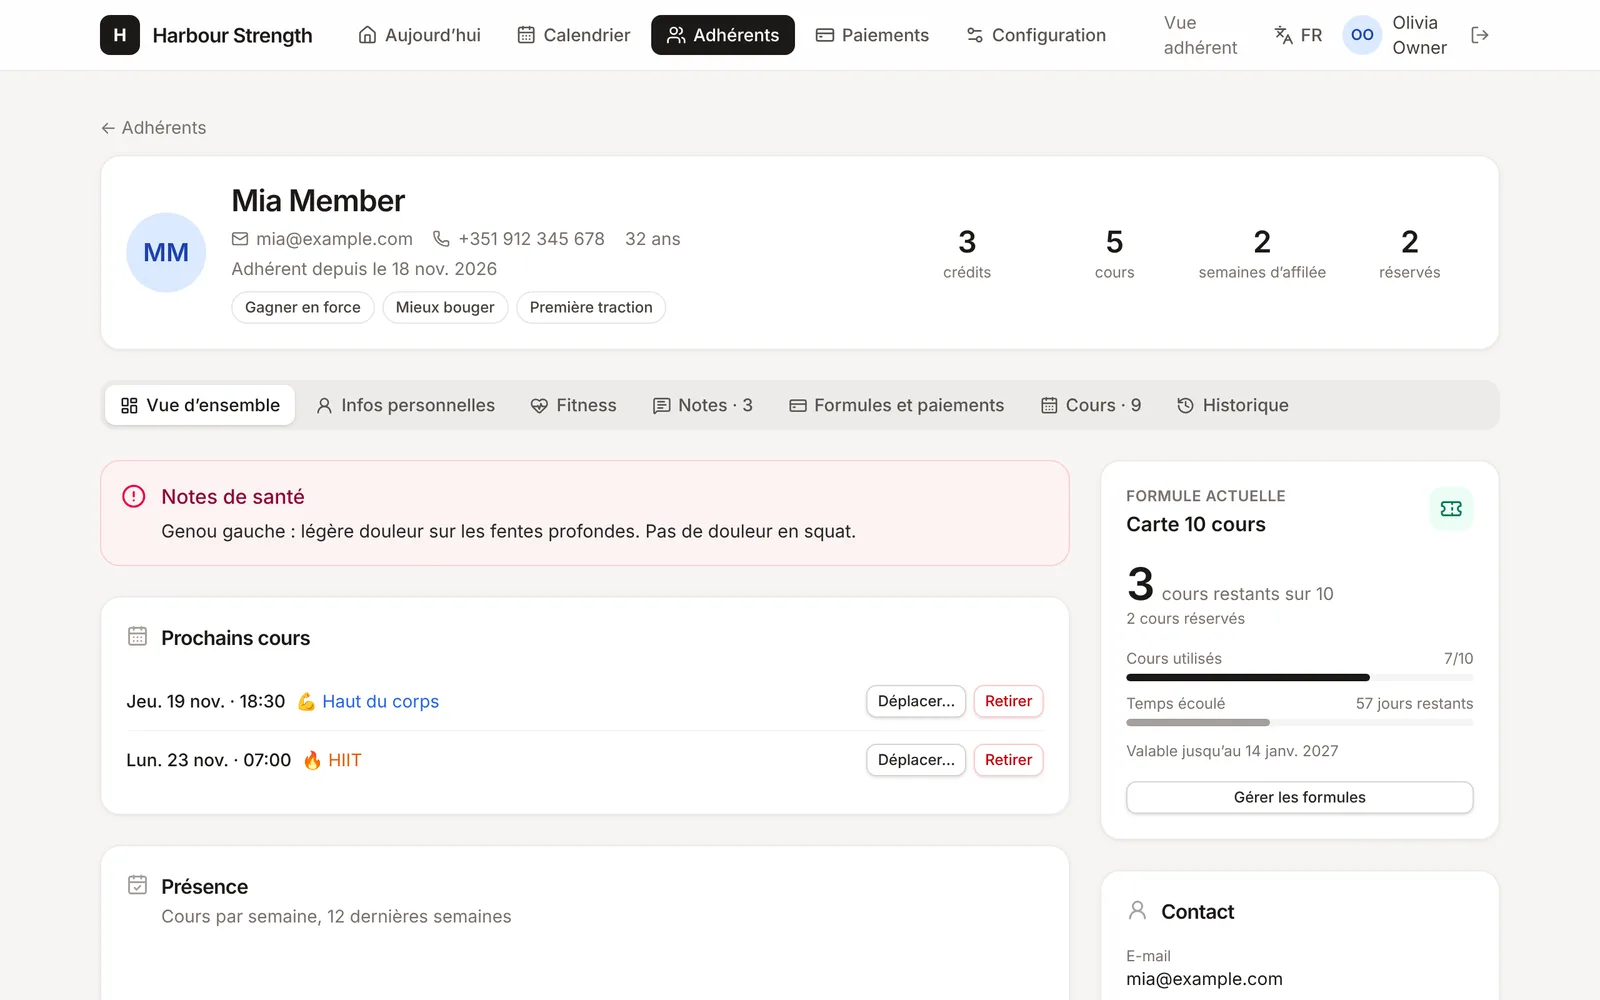 H
Harbour Strength
Aujourd’hui
Calendrier
Adhérents
Paiements
Configuration
Vue adhérent
FR
OO
Olivia Owner
← Adhérents
MM
Mia Member
mia@example.com
+351 912 345 678
32 ans
Adhérent depuis le 18 nov. 2026
Gagner en force
Mieux bouger
Première traction
3
crédits
5
cours
2
semaines d’affilée
2
réservés
Vue d’ensemble
Infos personnelles
Fitness
Notes · 3
Formules et paiements
Cours · 9
Historique
Notes de santé
Genou gauche : légère douleur sur les fentes profondes. Pas de douleur en squat.
Prochains cours
Jeu. 19 nov. · 18:30 💪 Haut du corps
Déplacer...
Retirer
Lun. 23 nov. · 07:00 🔥 HIIT
Déplacer...
Retirer
Présence
Cours par semaine, 12 dernières semaines
FORMULE ACTUELLE
Carte 10 cours
3 cours restants sur 10
2 cours réservés
Cours utilisés
7/10
Temps écoulé
57 jours restants
Valable jusqu’au 14 janv. 2027
Gérer les formules
Contact
E-mail
mia@example.com